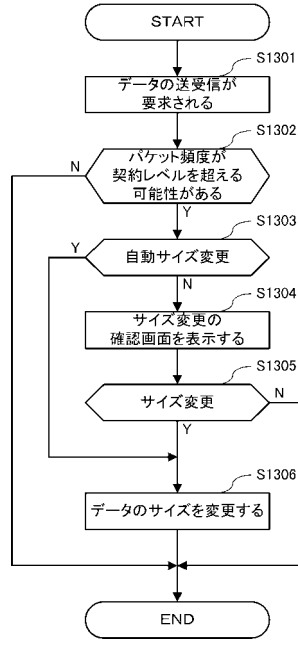 START
S1301
データの送受信が
要求される
S1302
パケット頻度が
契約レベルを超える
可能性がある
N
Y
S1303
自動サイズ変更
Y
N
S1304
サイズ変更の
確認画面を表示する
S1305
サイズ変更
N
Y
S1306
データのサイズを変更する
END